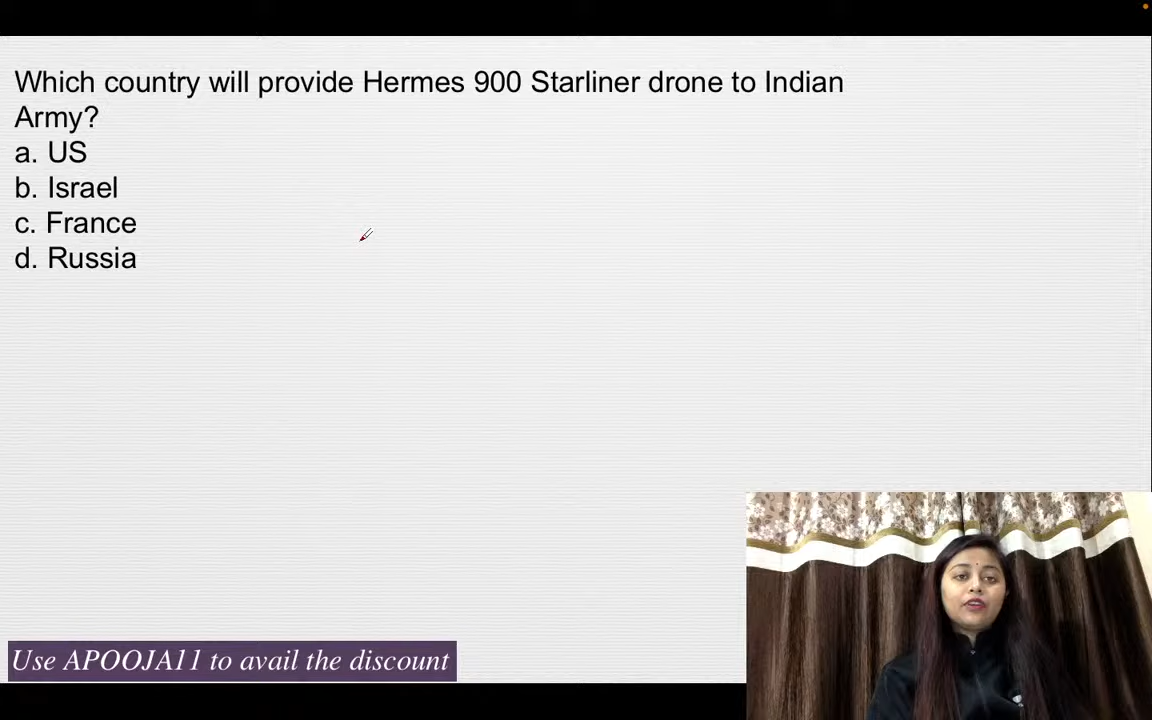 Which country will provide Hermes 900 Starliner drone to Indian
Army?
a. US
b. Israel
c. France
d. Russia
Use APOOJA11 to avail the discount